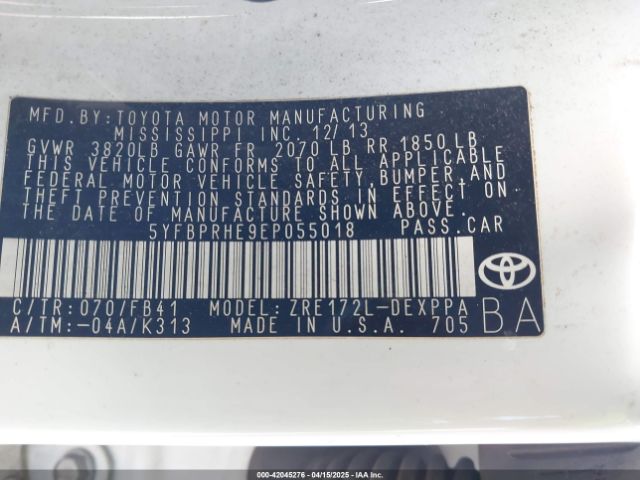 MFD.BY:TOYOTA MOTOR MANUFACTURING
MISSISSIPPI INC. 12/13
GVWR 3820LB GAWR FR 2070 LB RR 1850 LB
THIS VEHICLE CONFORMS TO ALL APPLICABLE
FEDERAL MOTOR VEHICLE SAFETY,BUMPER,AND
THEFT PREVENTION STANDARDS IN EFFECT ON
THE DATE OF MANUFACTURE SHOWN ABOVE.
5YFBPRHE9EP055018 PASS.CAR
C/TR:070/FB41 MODEL:ZRE172L-DEXPPA
A/TM:-04A/K313 MADE IN U.S.A. 705
BA
000-42045276 - 04/15/2025 - IAA Inc.